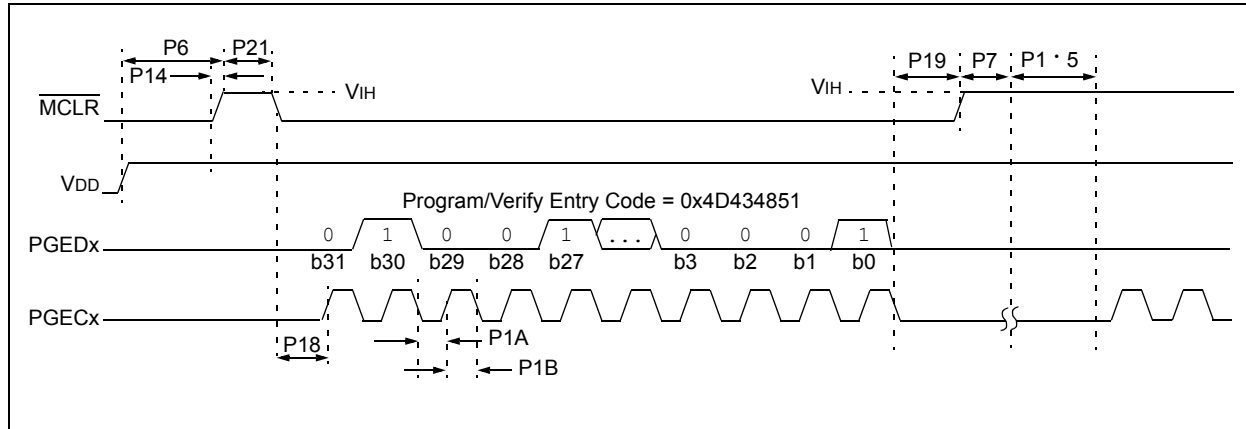 P6 P21 P19 P7 P1 · 5
P14
MCLR VIH VIH
VDD
Program/Verify Entry Code = 0x4D434851
PGEDx 0 1 0 0 1 ... 0 0 0 1
b31 b30 b29 b28 b27 b3 b2 b1 b0
PGECx
P18 P1A
P1B